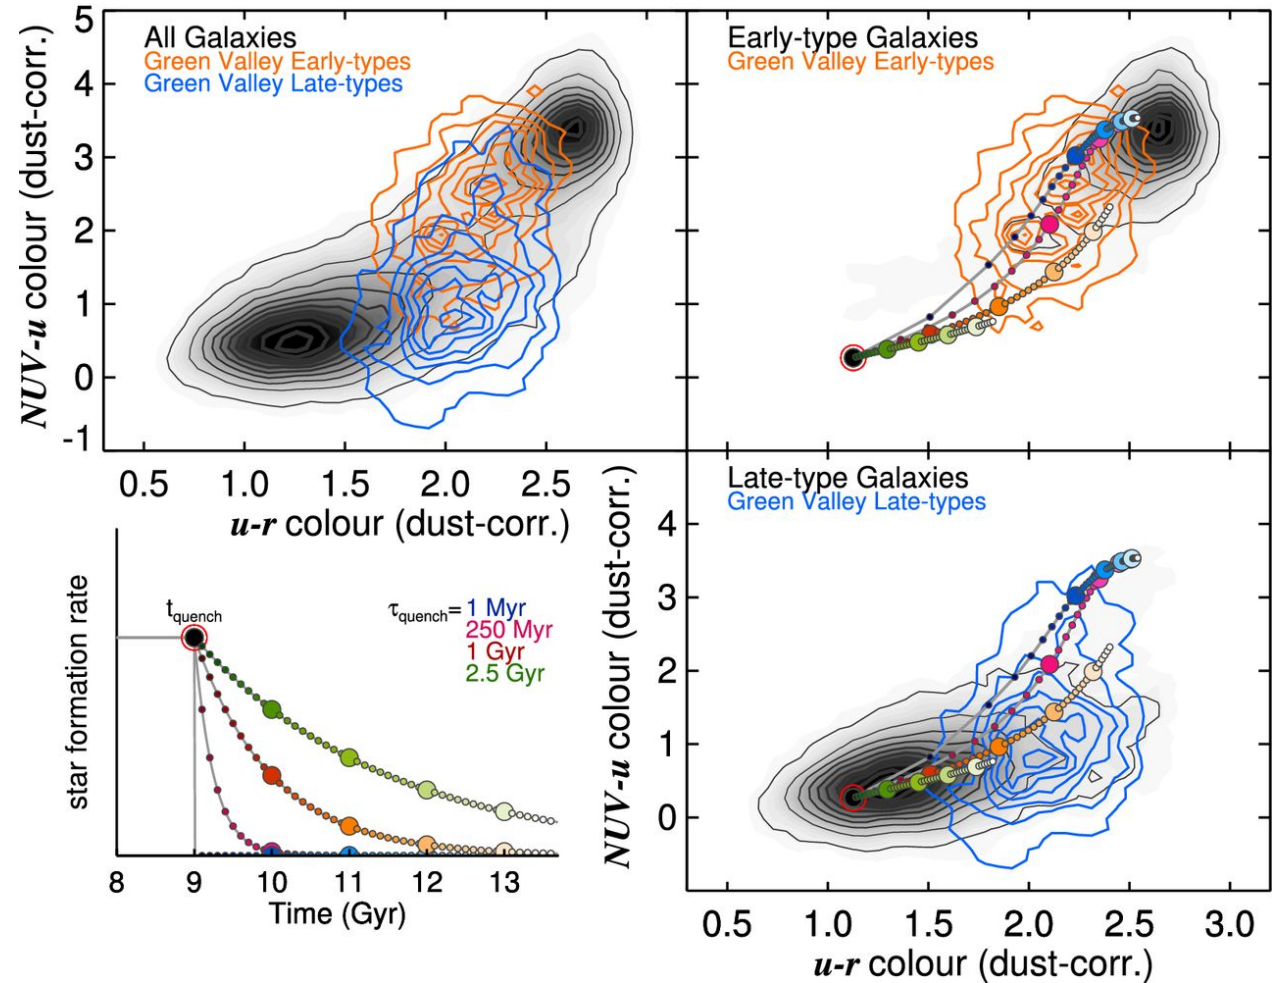 All Galaxies
Green Valley Early-types
Green Valley Late-types
NUV-u colour (dust-corr.)
5
4
3
2
1
0
-1
0.5 1.0 1.5 2.0 2.5
u-r colour (dust-corr.)
Early-type Galaxies
Green Valley Early-types
star formation rate
tquench
τquench= 1 Myr
250 Myr
1 Gyr
2.5 Gyr
8 9 10 11 12 13
Time (Gyr)
Late-type Galaxies
Green Valley Late-types
NUV-u colour (dust-corr.)
4
3
2
1
0
0.5 1.0 1.5 2.0 2.5 3.0
u-r colour (dust-corr.)